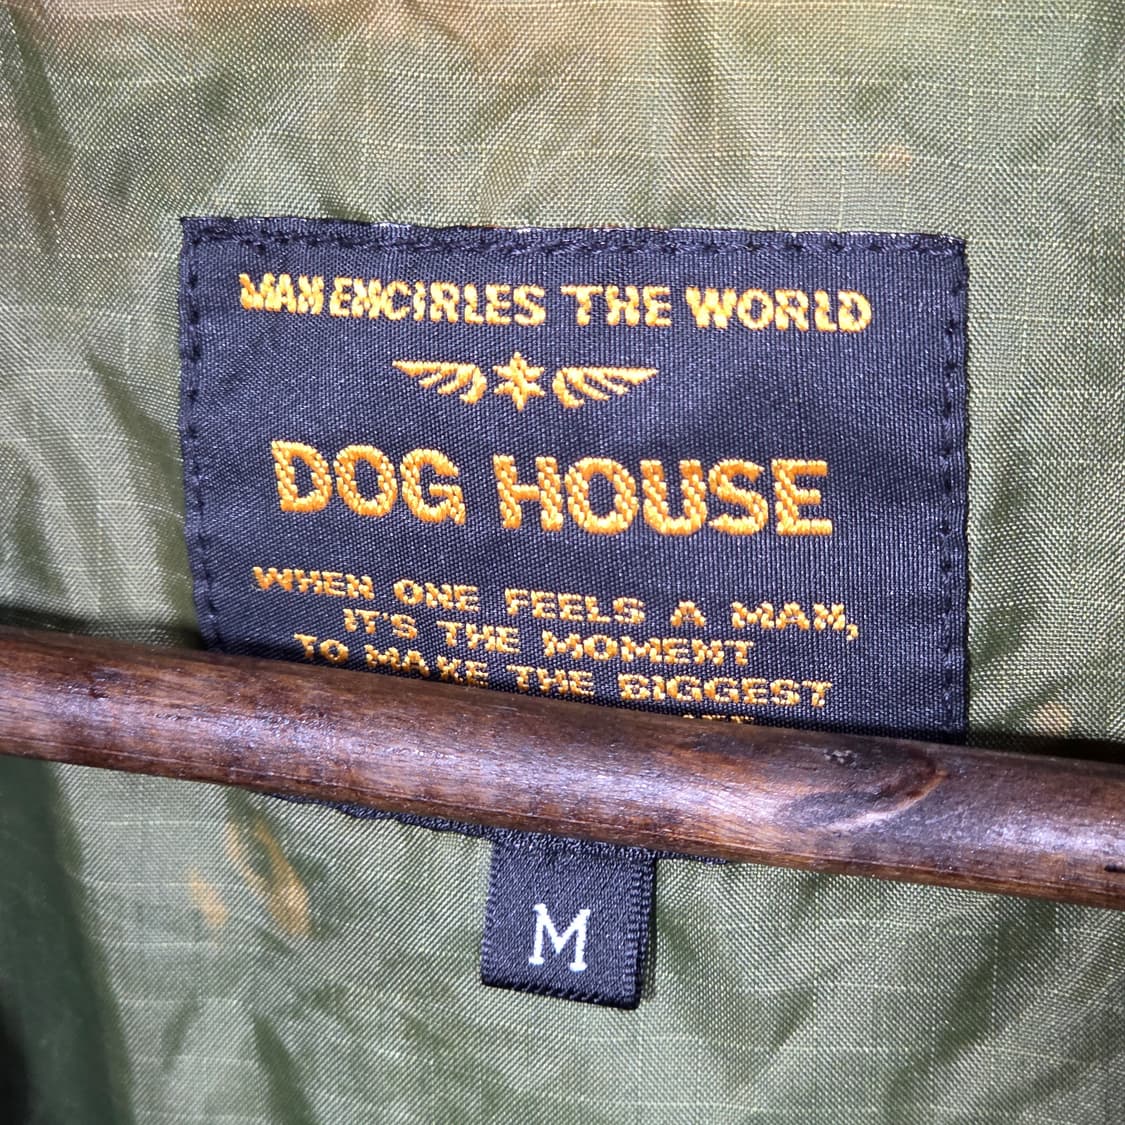 MAN ENCIRLES THE WORLD
DOG HOUSE
WHEN ONE FEELS A MAN,
IT'S THE MOMENT
TO MAKE THE BIGGEST
M